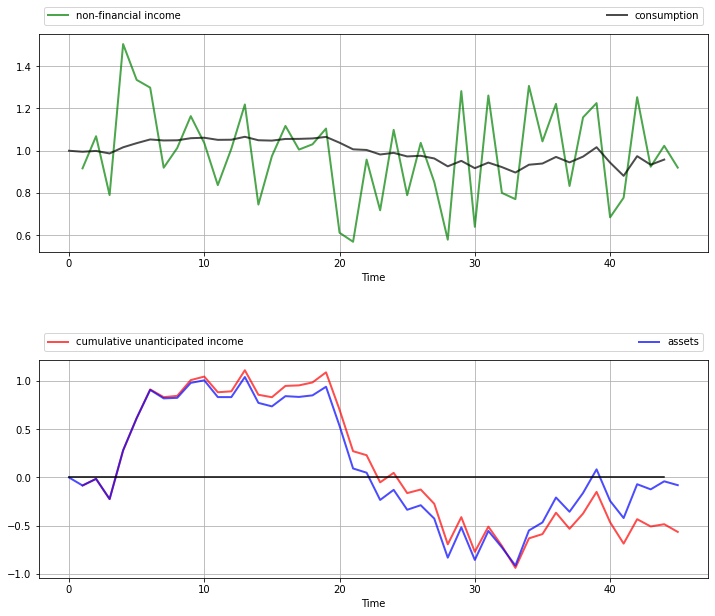 non-financial income consumption
1.4
1.2
1.0
0.8
0.6
0 10 20 30 40
Time
cumulative unanticipated income assets
1.0
0.5
0.0
−0.5
−1.0
0 10 20 30 40
Time